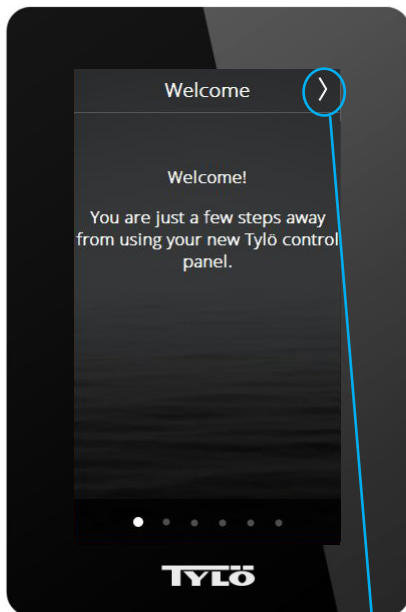 Welcome
Welcome!
You are just a few steps away
from using your new Tylö control
panel.
TYLÖ